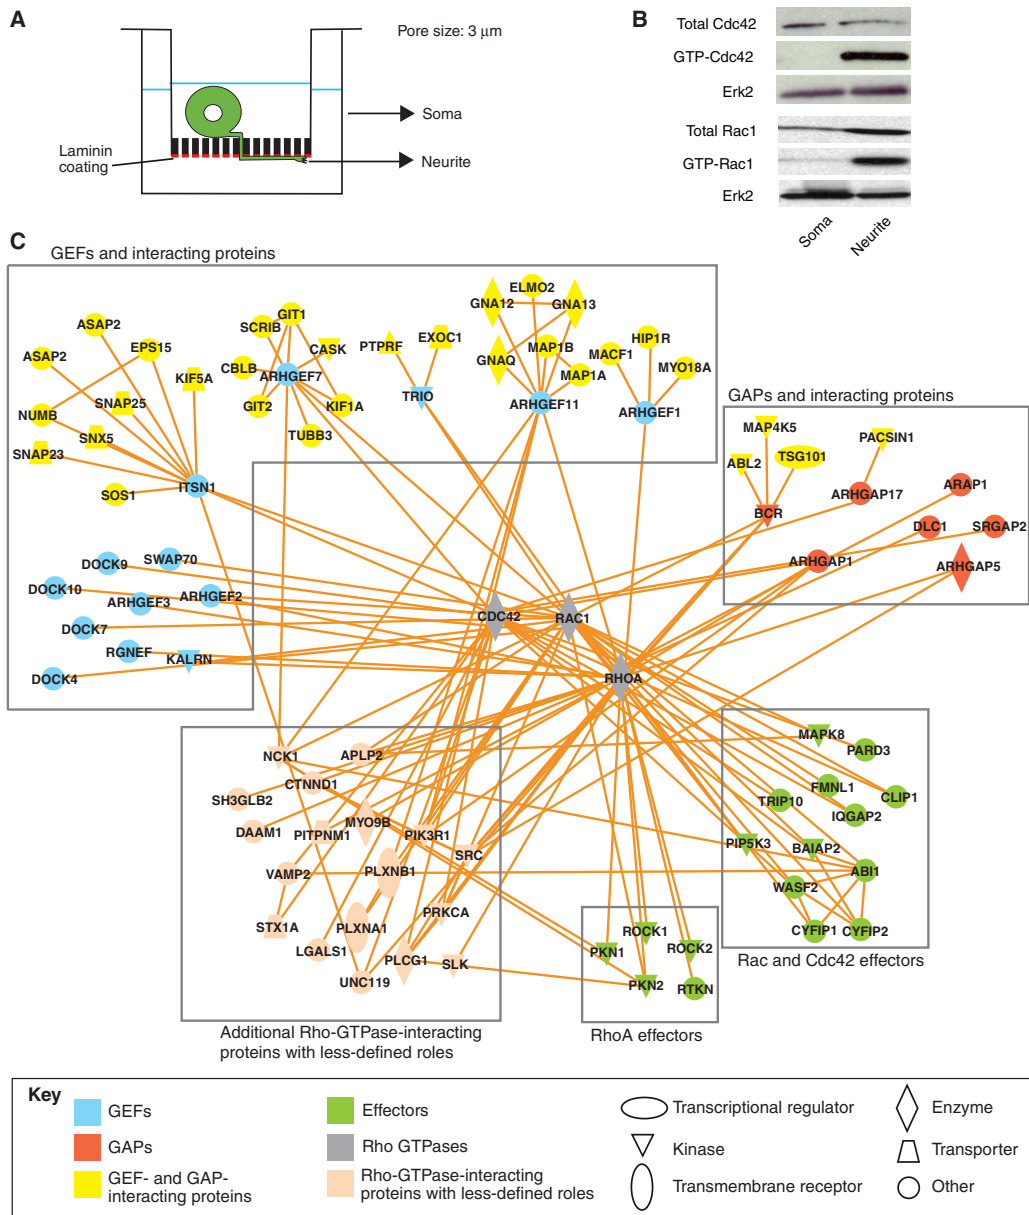 A
Pore size: 3 μm
Soma
Laminin
coating
Neurite
B
Total Cdc42
GTP-Cdc42
Erk2
Total Rac1
GTP-Rac1
Erk2
Soma
Neurite
C
GEFs and interacting proteins
ASAP2
ASAP2
EPS15
KIF5A
SNAP25
NUMB
SNX5
SNAP23
SOS1
ITSN1
GIT1
SCRIB
CASK
CBLB
ARHGEF7
GIT2
KIF1A
TUBB3
PTPRF
EXOC1
TRIO
ELMO2
GNA12
GNA13
GNAQ
MAP1B
MAP1A
ARHGEF11
HIP1R
MACF1
MYO18A
ARHGEF1
SWAP70
DOCK9
DOCK10
ARHGEF3
ARHGEF2
DOCK7
RGNEF
KALRN
DOCK4
GAPs and interacting proteins
MAP4K5
PACSIN1
ABL2
TSG101
ARHGAP17
ARAP1
BCR
DLC1
SRGAP2
ARHGAP1
ARHGAP5
CDC42
RAC1
RHOA
NCK1
APLP2
CTNND1
SH3GLB2
DAAM1
PITPNM1
MYO9B
PIK3R1
SRC
VAMP2
PLXNB1
PRKCA
STX1A
PLXNA1
LGALS1
PLCG1
SLK
UNC119
Additional Rho-GTPase-interacting
proteins with less-defined roles
PKN1
ROCK1
ROCK2
PKN2
RTKN
RhoA effectors
MAPK8
PARD3
TRIP10
FMNL1
CLIP1
IQGAP2
PIP5K3
BAIAP2
ABI1
WASF2
CYFIP1
CYFIP2
Rac and Cdc42 effectors
Key
GEFs
GAPs
GEF- and GAP-
interacting proteins
Effectors
Rho GTPases
Rho-GTPase-interacting
proteins with less-defined roles
Transcriptional regulator
Kinase
Transmembrane receptor
Enzyme
Transporter
Other